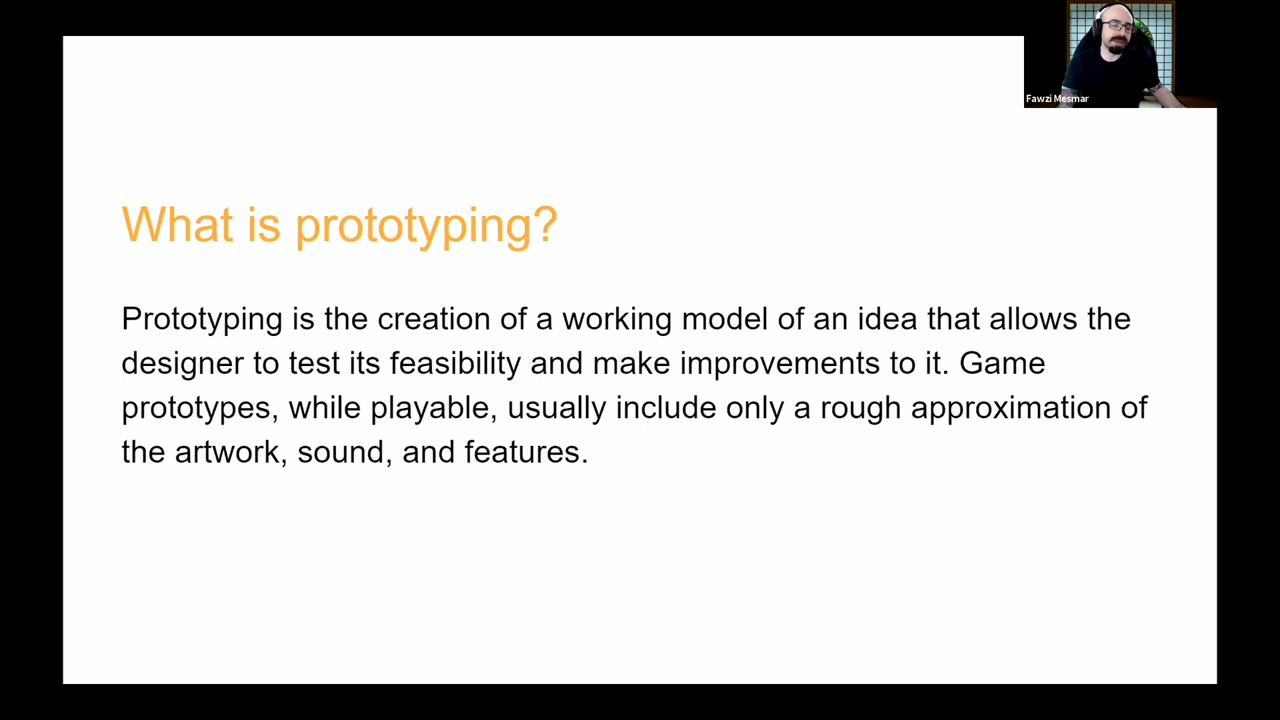 Fawzi Mesmar
What is prototyping?
Prototyping is the creation of a working model of an idea that allows the
designer to test its feasibility and make improvements to it. Game
prototypes, while playable, usually include only a rough approximation of
the artwork, sound, and features.